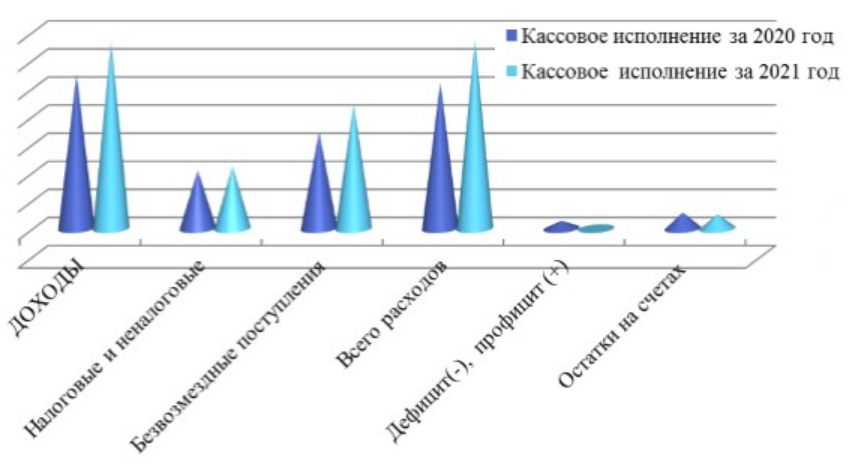 Кассовое исполнение за 2020 год
Кассовое исполнение за 2021 год
ДОХОДЫ
Налоговые и неналоговые
Безвозмездные поступления
Всего расходов
Дефицит(-), профицит (+)
Остатки на счетах